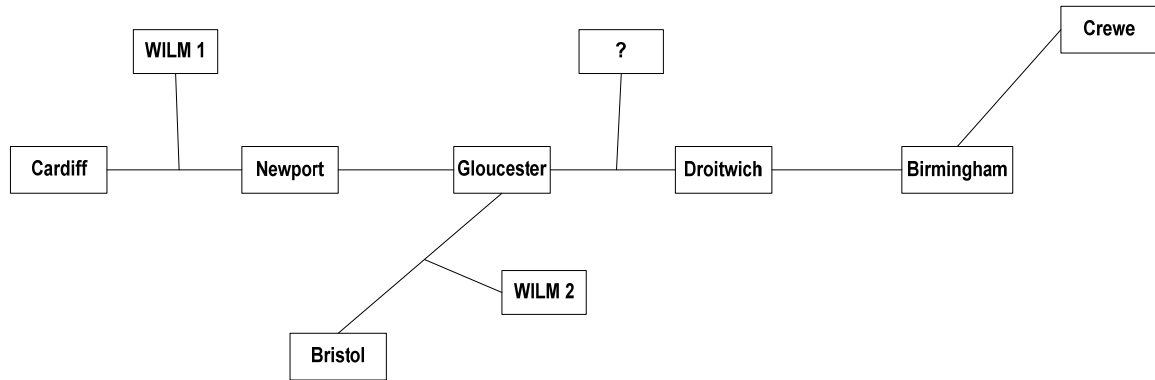 Crewe
WILM 1
?
Cardiff
Newport
Gloucester
Droitwich
Birmingham
WILM 2
Bristol